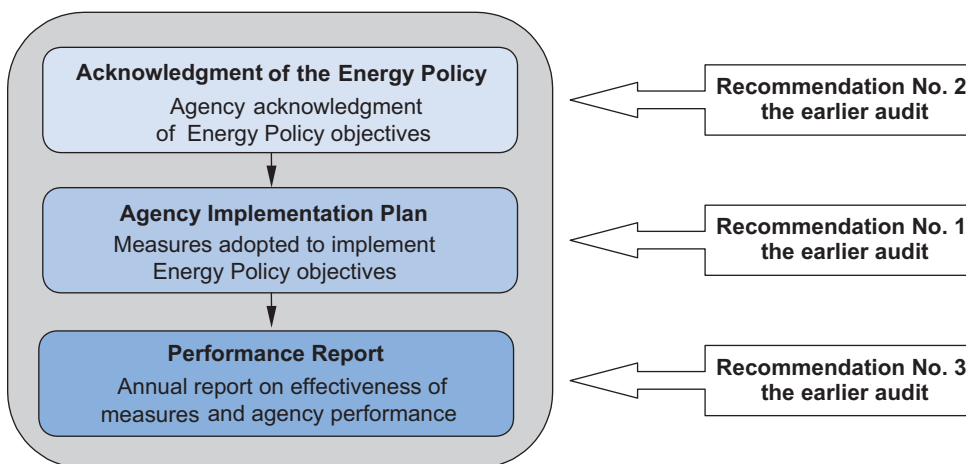 Acknowledgment of the Energy Policy
Agency acknowledgment
of Energy Policy objectives
Recommendation No. 2
the earlier audit
Agency Implementation Plan
Measures adopted to implement
Energy Policy objectives
Recommendation No. 1
the earlier audit
Performance Report
Annual report on effectiveness of
measures and agency performance
Recommendation No. 3
the earlier audit